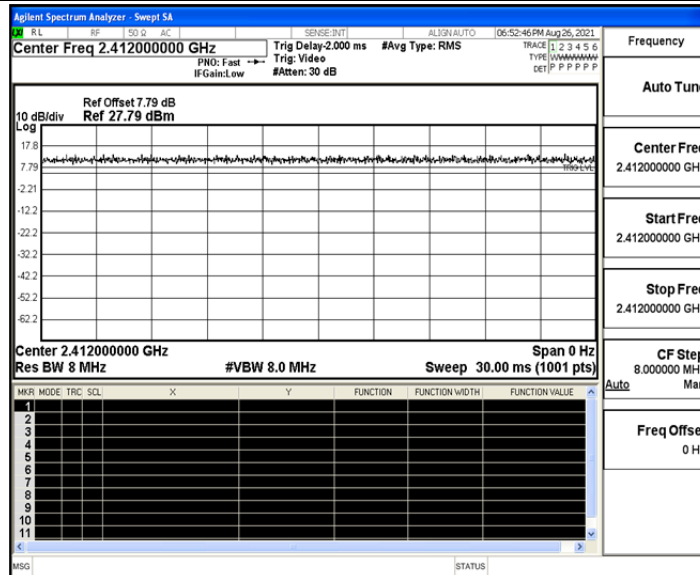 Agilent Spectrum Analyzer - Swept SA
RL RF 50 Ω AC SENSE:INT ALIGNAUTO 06:52:46 PM Aug 26, 2021
Center Freq 2.412000000 GHz
PNO: Fast
IFGain:Low
Trig Delay-2.000 ms
Trig: Video
#Atten: 30 dB
#Avg Type: RMS
TRACE 1 2 3 4 5 6
TYPE WWWWWW
DET P P P P P P
Ref Offset 7.79 dB
10 dB/div Ref 27.79 dBm
Log
17.8
7.79
TRIG LVL
-2.21
-12.2
-22.2
-32.2
-42.2
-52.2
-62.2
Center 2.412000000 GHz Span 0 Hz
Res BW 8 MHz #VBW 8.0 MHz Sweep 30.00 ms (1001 pts)
MKR MODE TRC SCL X Y FUNCTION FUNCTION WIDTH FUNCTION VALUE
1
2
3
4
5
6
7
8
9
10
11
MSG STATUS
Frequency
Auto Tun
Center Fre
2.412000000 GH
Start Fre
2.412000000 GH
Stop Fre
2.412000000 GH
CF Ste
8.000000 MH
Auto Ma
Freq Offse
0 H